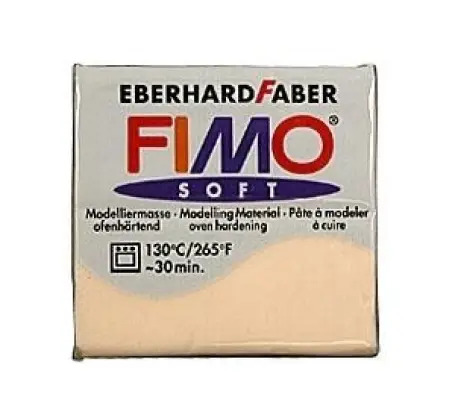 EBERHARDFABER
FIMO®
SOFT
Modelliermasse · Modelling Material · Pâte à modeler
ofenhärtend oven hardening à cuire
130°C/265°F
~30min.